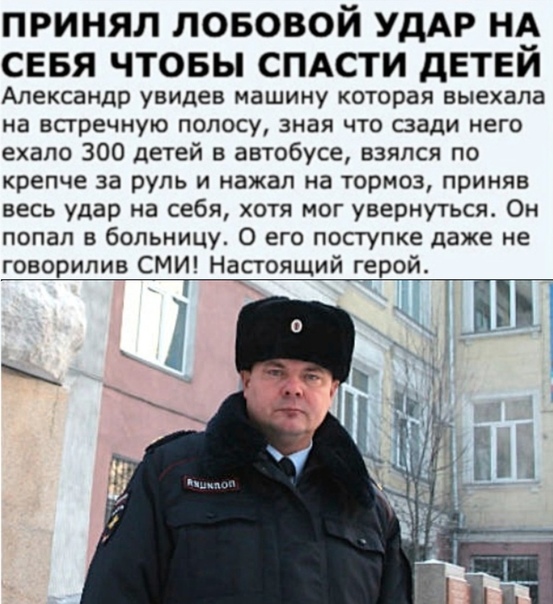 ПРИНЯЛ ЛОБОВОЙ УДАР НА
СЕБЯ ЧТОБЫ СПАСТИ ДЕТЕЙ
Александр увидев машину которая выехала
на встречную полосу, зная что сзади него
ехало 300 детей в автобусе, взялся по
крепче за руль и нажал на тормоз, приняв
весь удар на себя, хотя мог увернуться. Он
попал в больницу. О его поступке даже не
говорилив СМИ! Настоящий герой.
ПОЛИЦИЯ